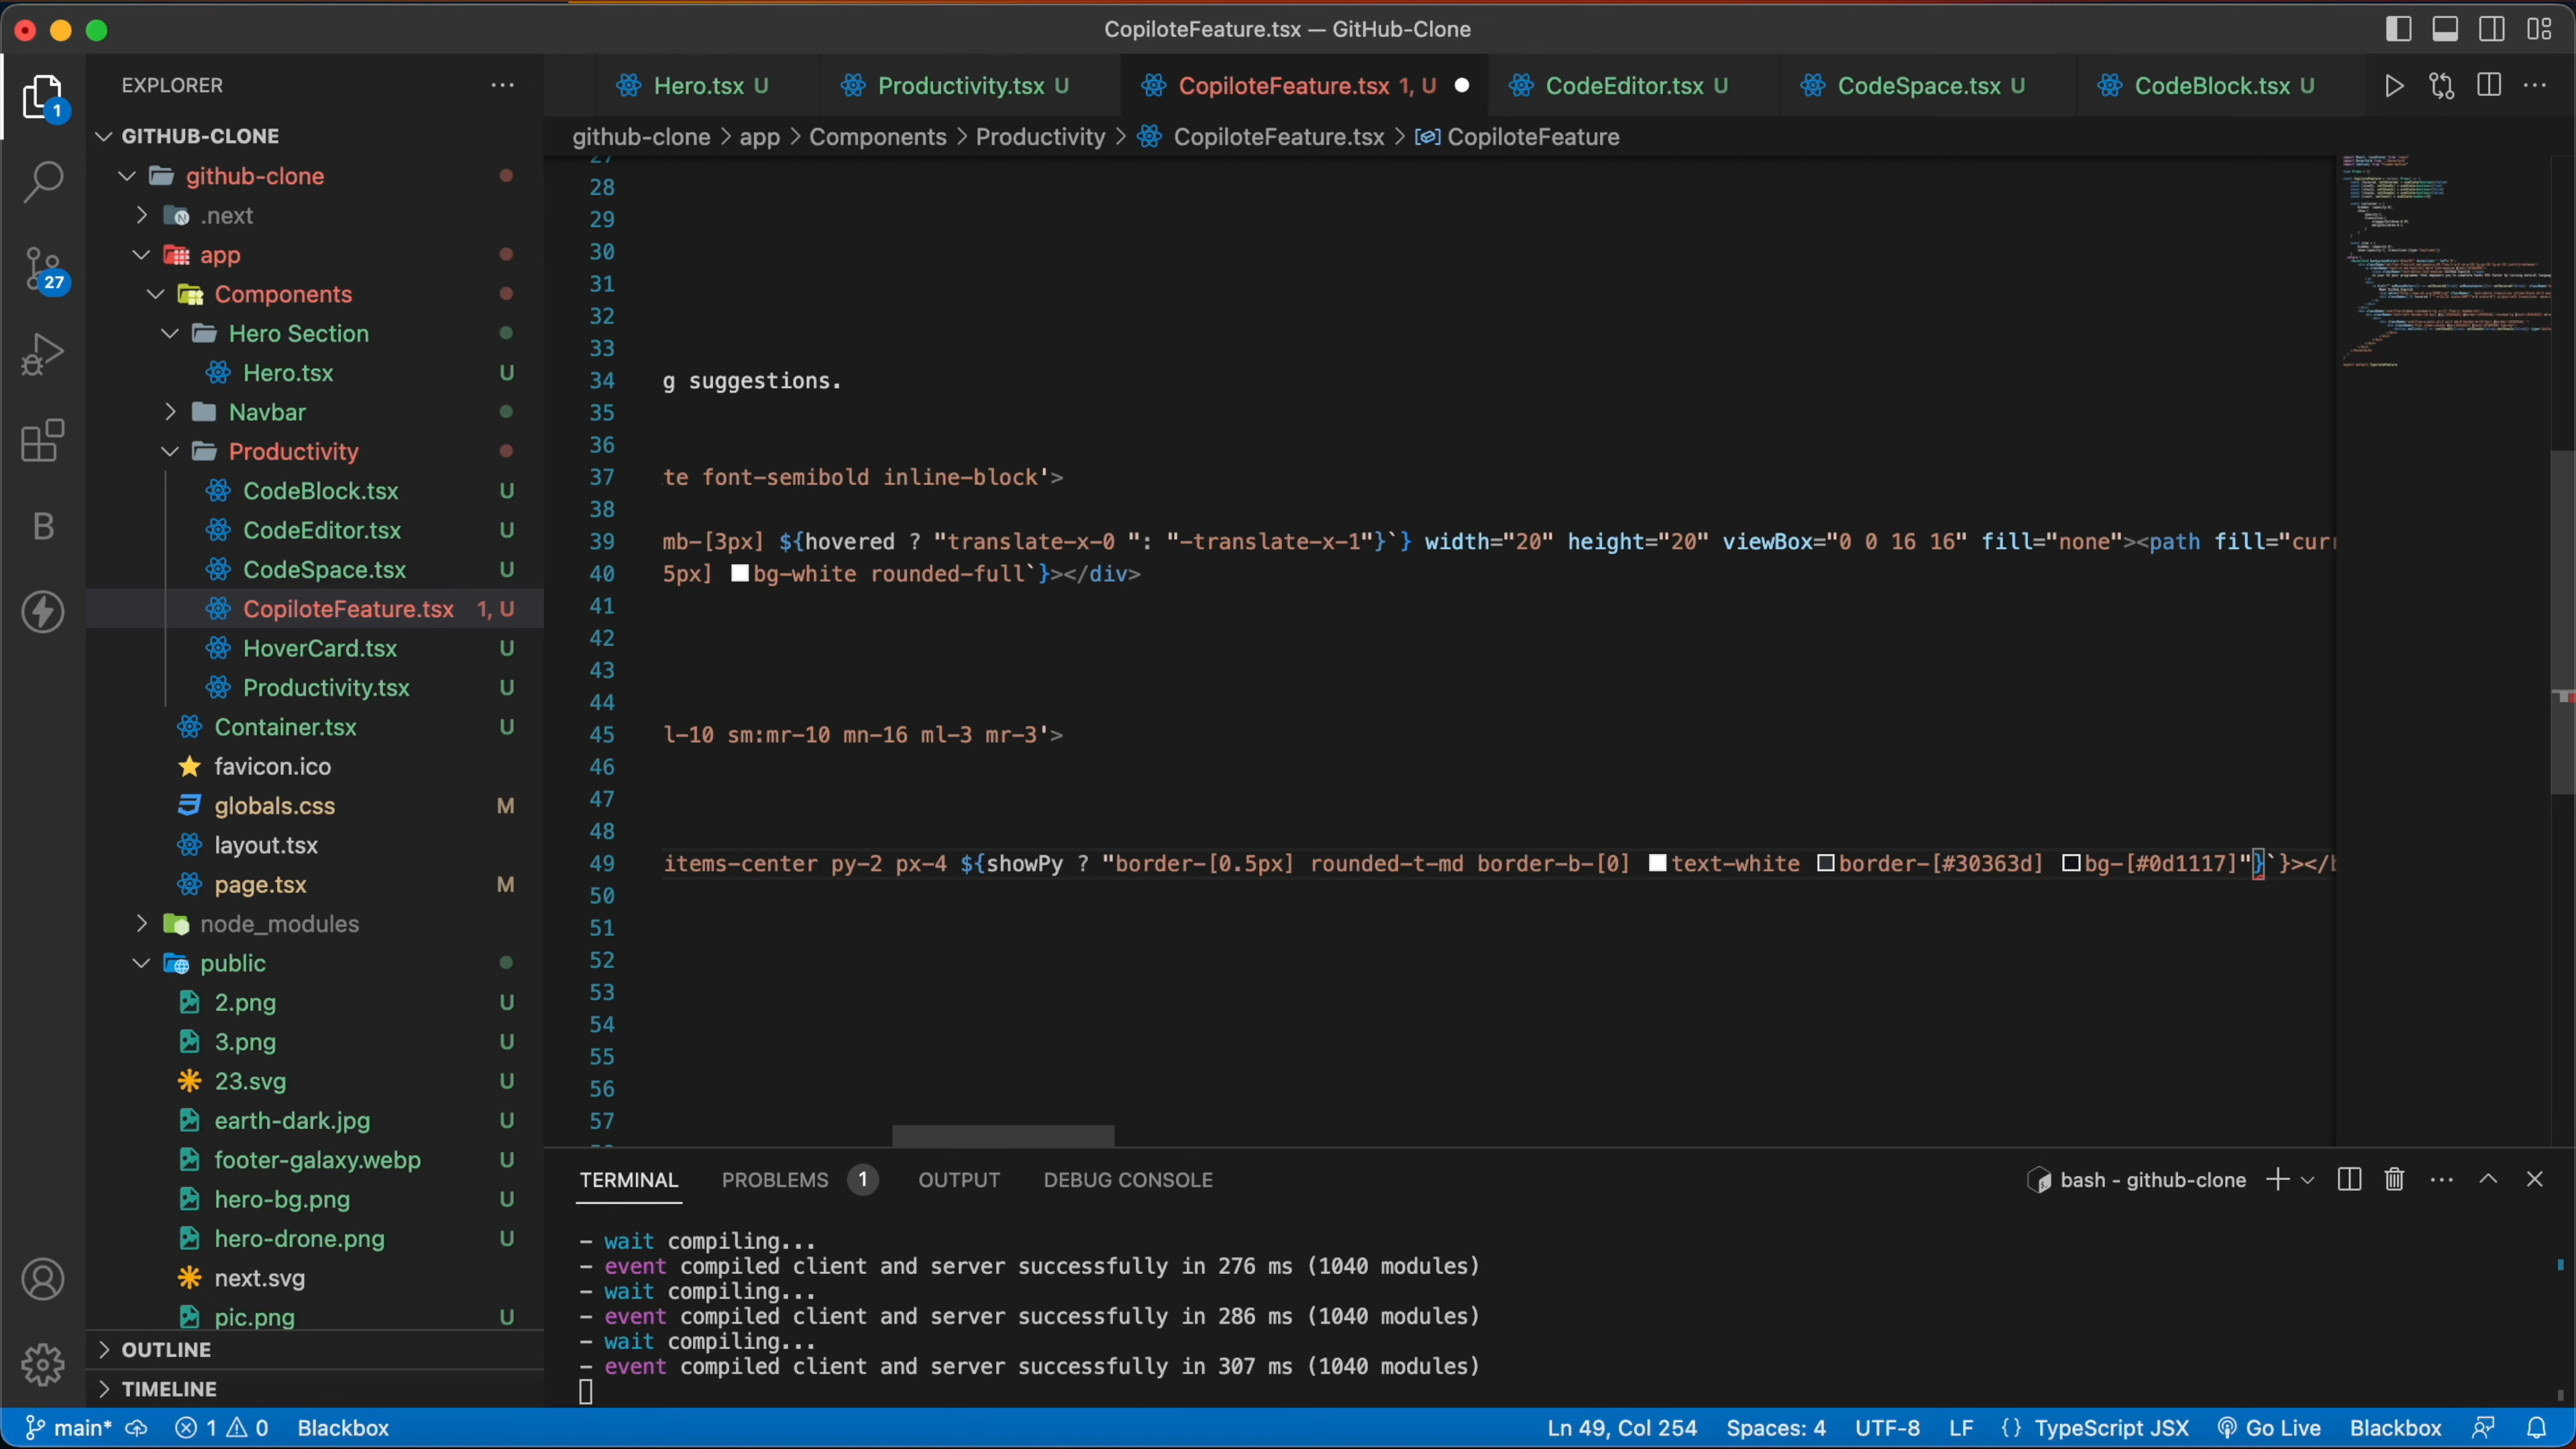 CopiloteFeature.tsx — GitHub-Clone
EXPLORER
Hero.tsx U
Productivity.tsx U
CopiloteFeature.tsx 1, U
CodeEditor.tsx U
CodeSpace.tsx U
CodeBlock.tsx U
1
27
B
github-clone > app > Components > Productivity > CopiloteFeature.tsx > CopiloteFeature
GITHUB-CLONE
github-clone
.next
app
Components
Hero Section
Hero.tsx U
Navbar
Productivity
CodeBlock.tsx U
CodeEditor.tsx U
CodeSpace.tsx U
CopiloteFeature.tsx 1, U
HoverCard.tsx U
Productivity.tsx U
Container.tsx U
favicon.ico
globals.css M
layout.tsx
page.tsx M
node_modules
public
2.png U
3.png U
23.svg U
earth-dark.jpg U
footer-galaxy.webp U
hero-bg.png U
hero-drone.png U
next.svg
pic.png U
OUTLINE
TIMELINE
27
28
29
30
31
32
33
34 g suggestions.
35
36
37 te font-semibold inline-block'>
38
39 mb-[3px] ${hovered ? "translate-x-0 ": "-translate-x-1"}`} width="20" height="20" viewBox="0 0 16 16" fill="none"><path fill="curr
40 5px] bg-white rounded-full`}></div>
41
42
43
44
45 l-10 sm:mr-10 mn-16 ml-3 mr-3'>
46
47
48
49 items-center py-2 px-4 ${showPy ? "border-[0.5px] rounded-t-md border-b-[0] text-white border-[#30363d] bg-[#0d1117]"}`}></b
50
51
52
53
54
55
56
57
TERMINAL PROBLEMS 1 OUTPUT DEBUG CONSOLE
bash - github-clone
- wait compiling...
- event compiled client and server successfully in 276 ms (1040 modules)
- wait compiling...
- event compiled client and server successfully in 286 ms (1040 modules)
- wait compiling...
- event compiled client and server successfully in 307 ms (1040 modules)
main* 1 0 Blackbox
Ln 49, Col 254 Spaces: 4 UTF-8 LF {} TypeScript JSX Go Live Blackbox